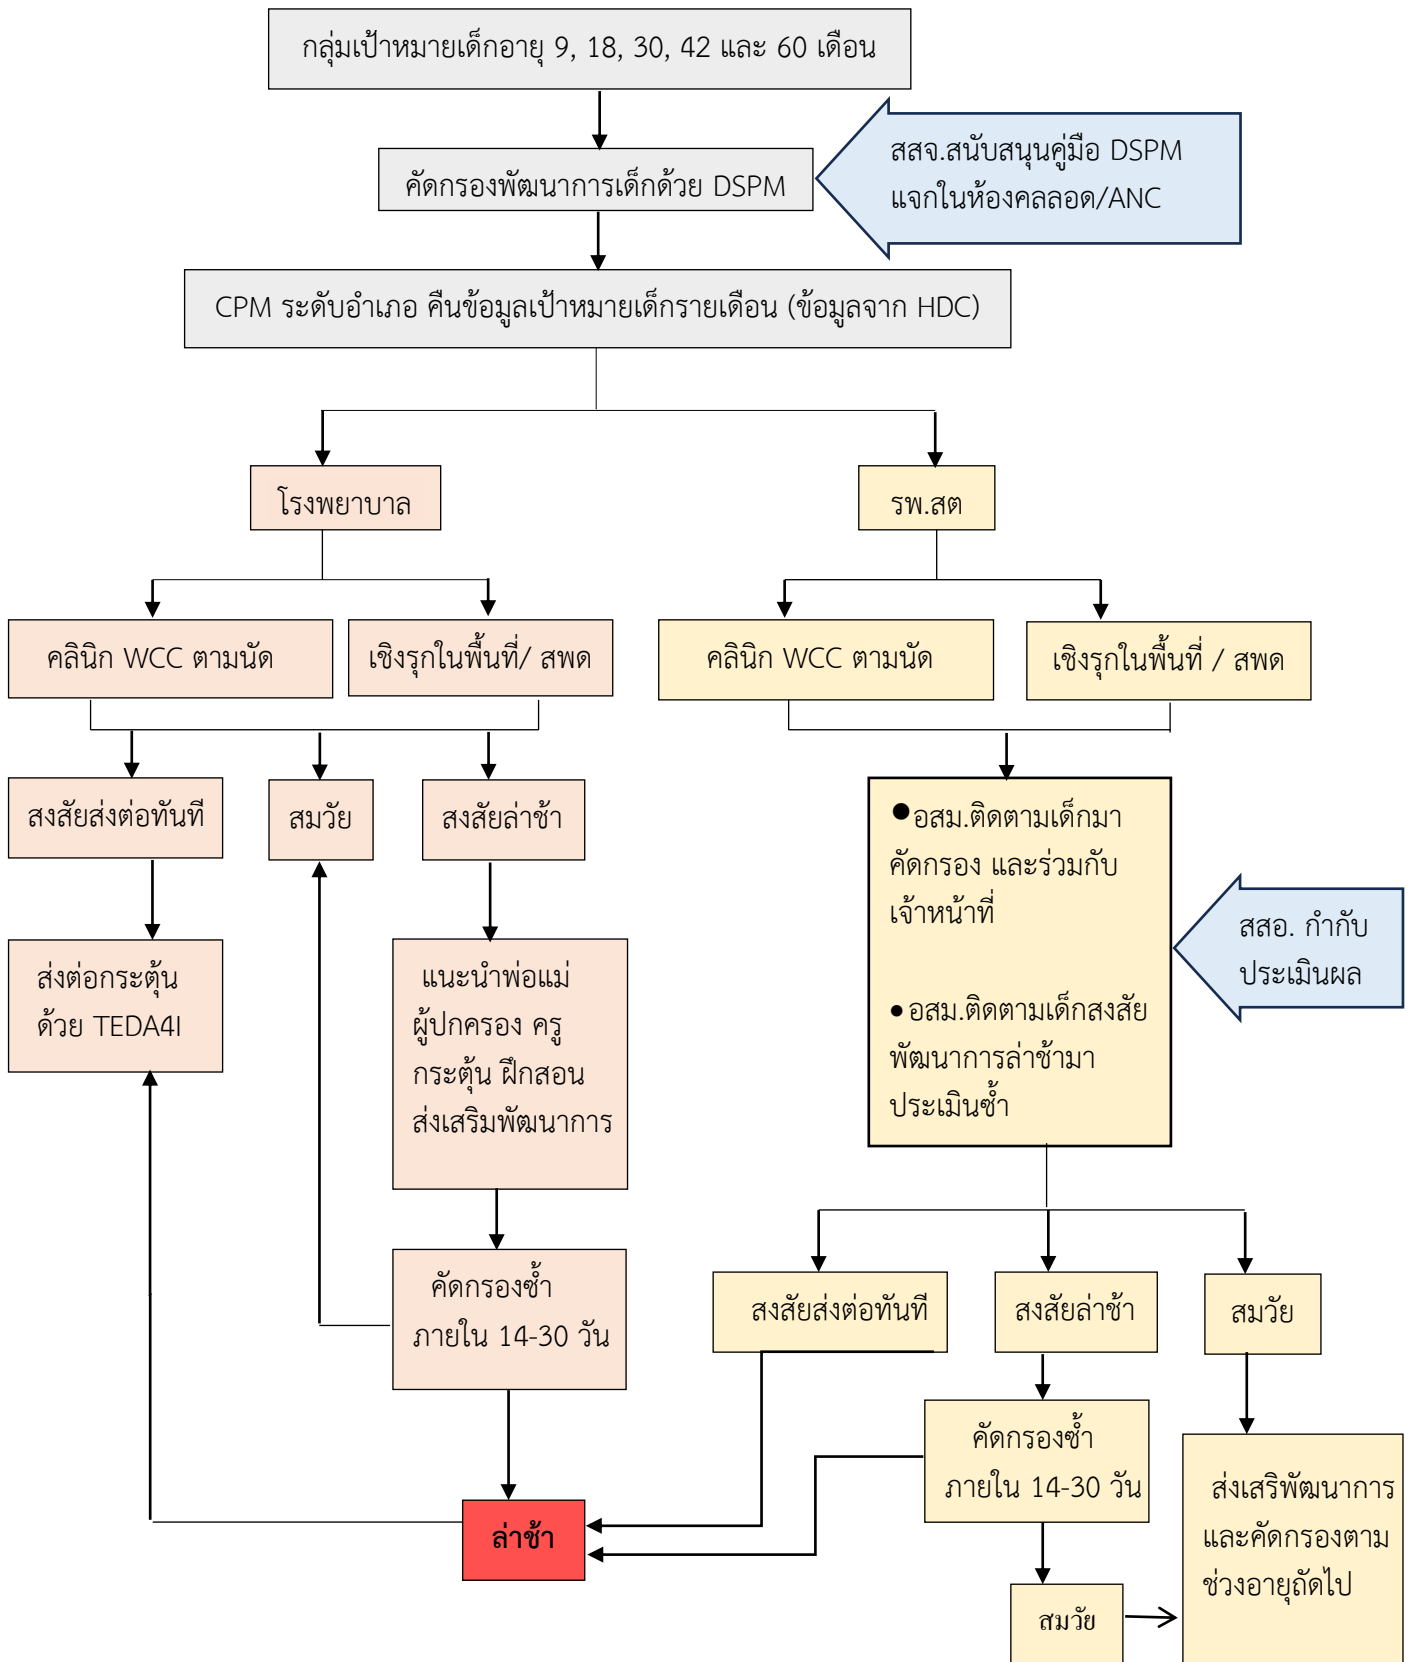 กลุ่มเป้าหมายเด็กอายุ 9, 18, 30, 42 และ 60 เดือน
สสจ.สนับสนุนคู่มือ DSPM
แจกในห้องคลลอด/ANC
คัดกรองพัฒนาการเด็กด้วย DSPM
CPM ระดับอำเภอ คืนข้อมูลเป้าหมายเด็กรายเดือน (ข้อมูลจาก HDC)
โรงพยาบาล
รพ.สต
คลินิก WCC ตามนัด
เชิงรุกในพื้นที่/ สพด
คลินิก WCC ตามนัด
เชิงรุกในพื้นที่ / สพด
สงสัยส่งต่อทันที
สมวัย
สงสัยล่าช้า
●อสม.ติดตามเด็กมา
คัดกรอง และร่วมกับ
เจ้าหน้าที่
• อสม.ติดตามเด็กสงสัย
พัฒนาการล่าช้ามา
ประเมินซ้ำ
สสอ. กำกับ
ประเมินผล
ส่งต่อกระตุ้น
ด้วย TEDA4I
แนะนำพ่อแม่
ผู้ปกครอง ครู
กระตุ้น ฝึกสอน
ส่งเสริมพัฒนาการ
คัดกรองซ้ำ
ภายใน 14-30 วัน
สงสัยส่งต่อทันที
สงสัยล่าช้า
สมวัย
คัดกรองซ้ำ
ภายใน 14-30 วัน
ส่งเสริพัฒนาการ
และคัดกรองตาม
ช่วงอายุถัดไป
ล่าช้า
สมวัย